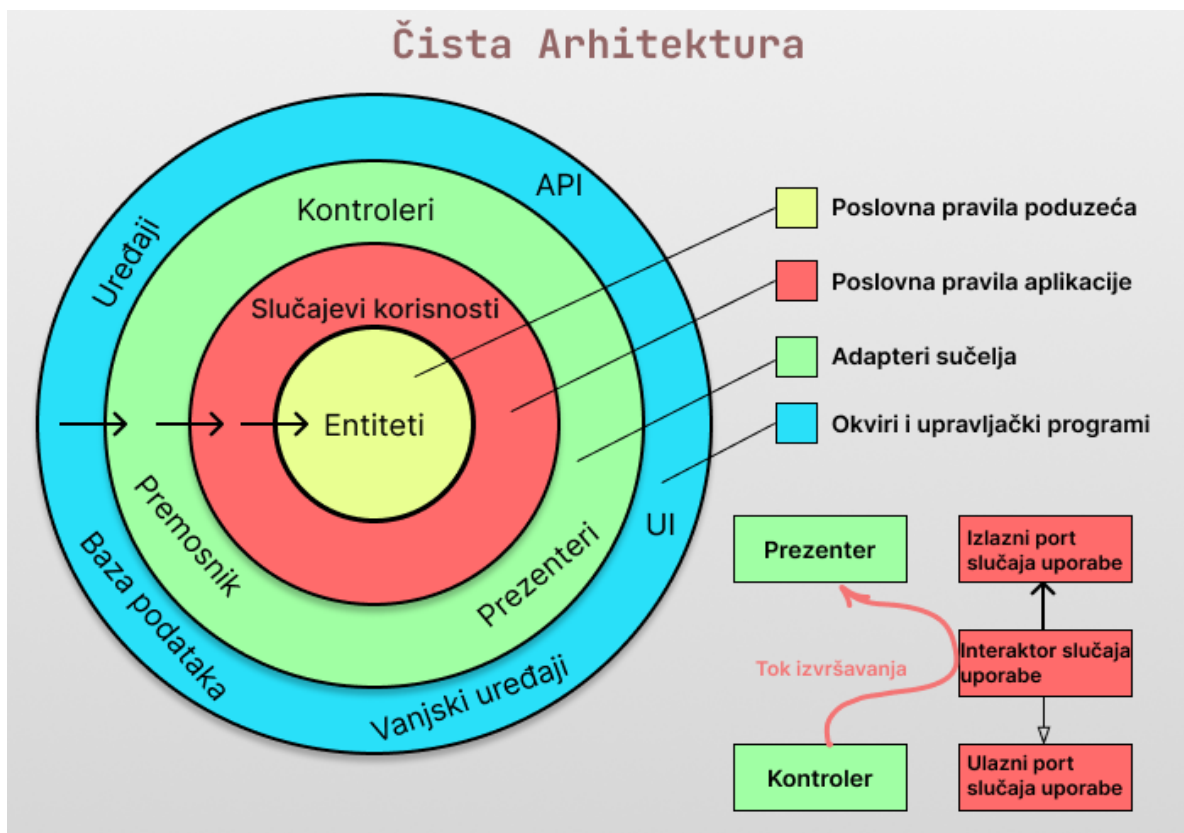 Čista Arhitektura
API
Kontroleri
Uređaji
Slučajevi korisnosti
Entiteti
Premosnik
Baza podataka
Prezenteri
UI
Vanjski uređaji
Poslovna pravila poduzeća
Poslovna pravila aplikacije
Adapteri sučelja
Okviri i upravljački programi
Prezenter
Izlazni port
slučaja uporabe
Tok izvršavanja
Interaktor slučaja
uporabe
Kontroler
Ulazni port
slučaja uporabe